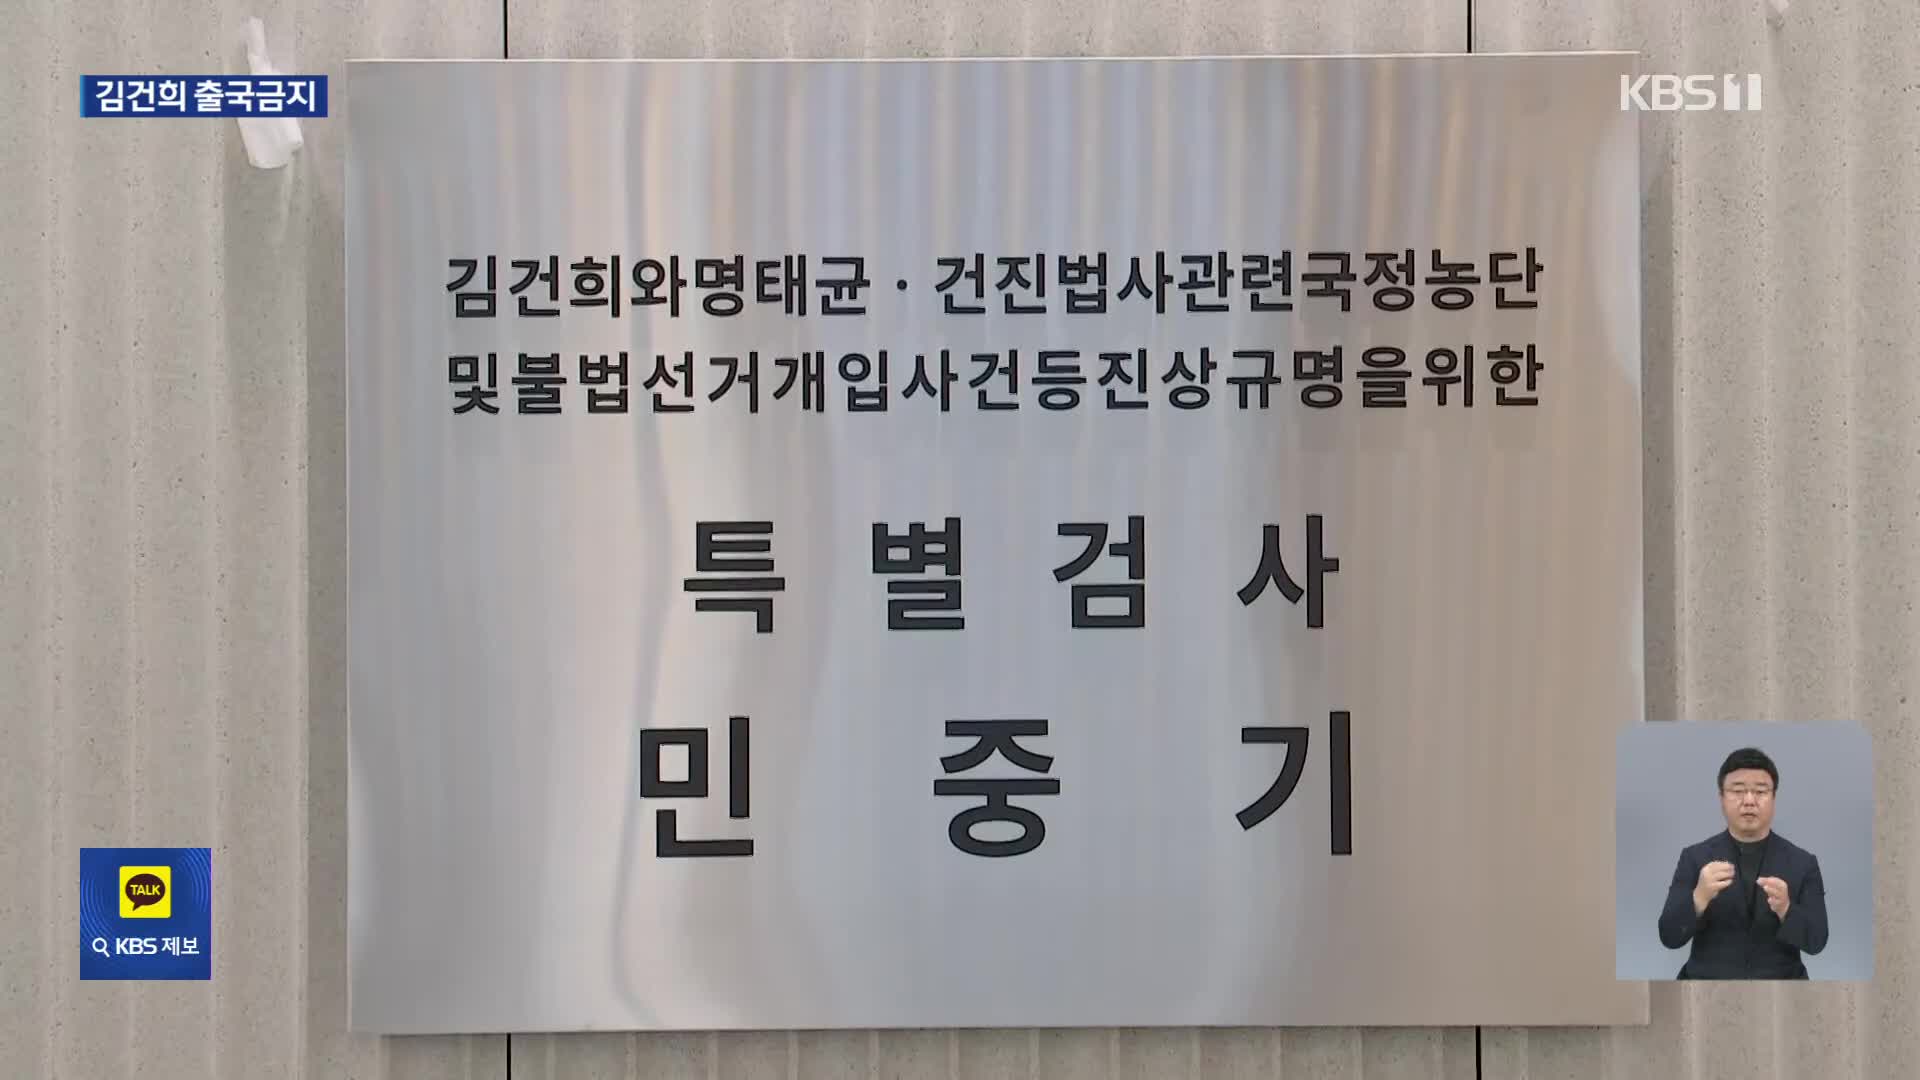 김건희 출국금지
KBS 1
김건희와명태균 · 건진법사관련국정농단
및불법선거개입사건등진상규명을위한
특별검사
민중기
TALK
KBS 제보